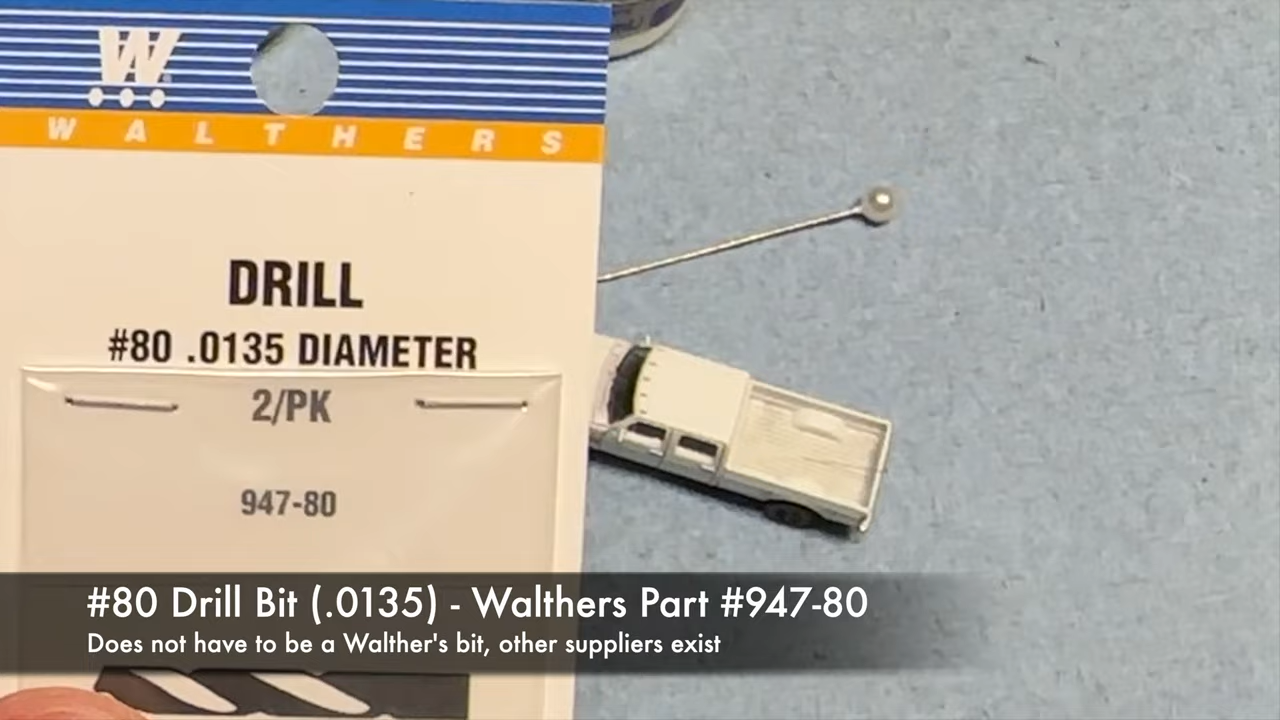 W
WALTHERS
DRILL
#80 .0135 DIAMETER
2/PK
947-80
#80 Drill Bit (.0135) - Walthers Part #947-80
Does not have to be a Walther's bit, other suppliers exist